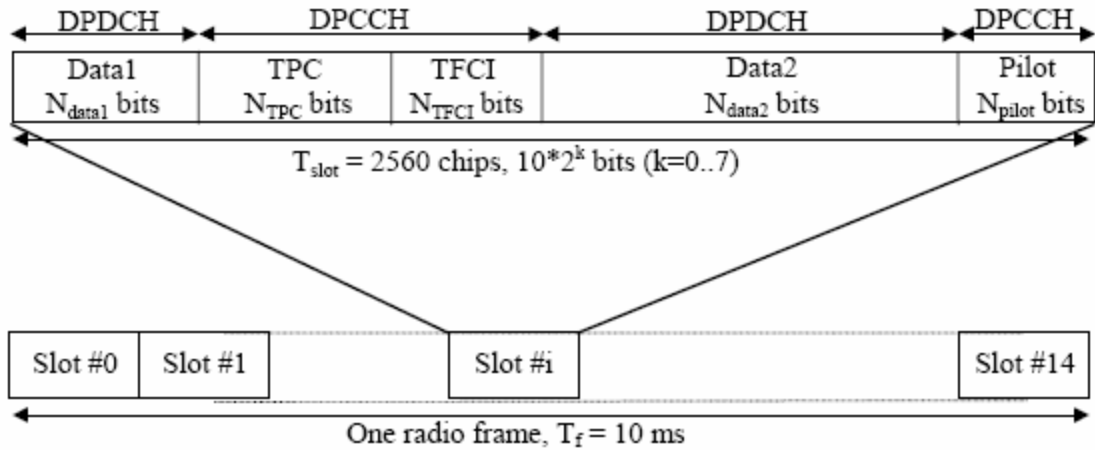 DPDCH DPCCH DPDCH DPCCH
Data1 TPC TFCI Data2 Pilot
N_data1 bits N_TPC bits N_TFCI bits N_data2 bits N_pilot bits
T_slot = 2560 chips, 10*2^k bits (k=0..7)
Slot #0 Slot #1 Slot #i Slot #14
One radio frame, T_f = 10 ms